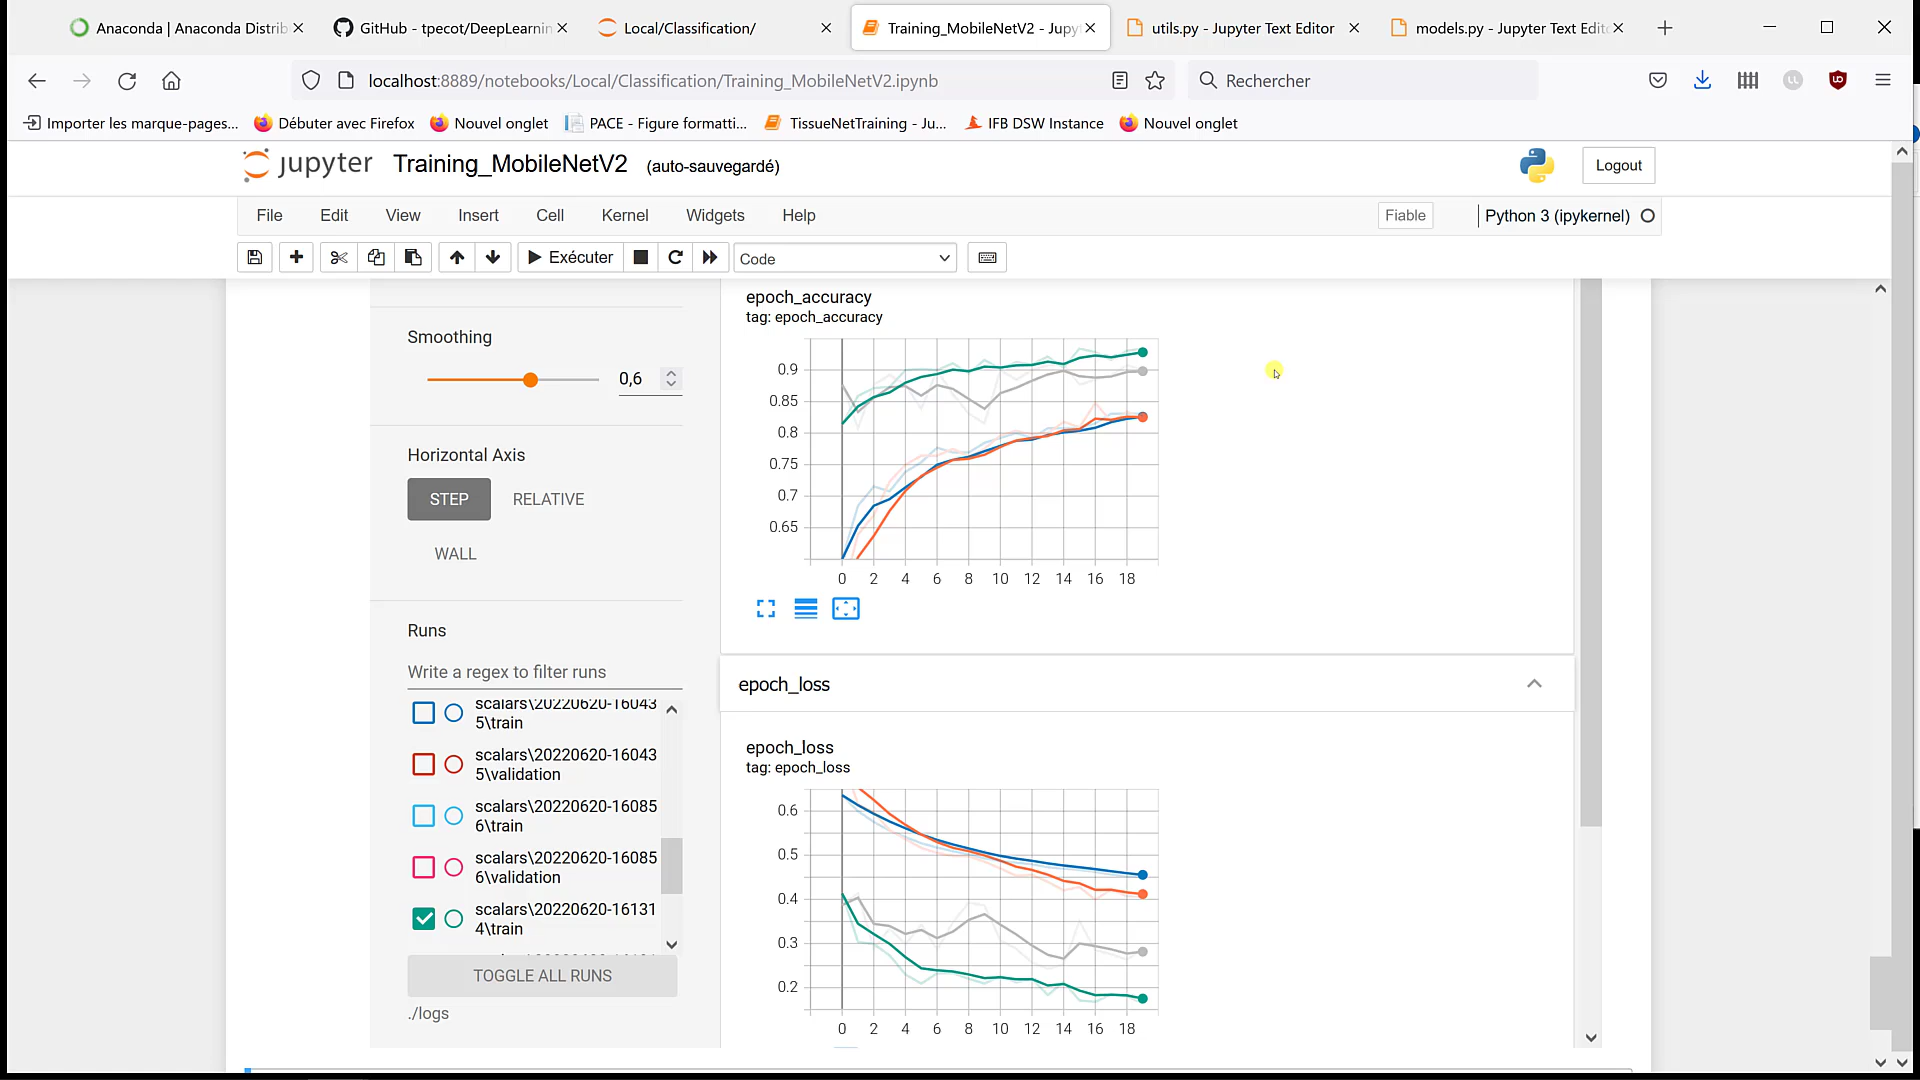 Anaconda | Anaconda Distrib
GitHub - tpecot/DeepLearnin
Local/Classification/
Training_MobileNetV2 - Jupy
utils.py - Jupyter Text Editor
models.py - Jupyter Text Edit
localhost:8889/notebooks/Local/Classification/Training_MobileNetV2.ipynb
Rechercher
Importer les marque-pages...
Débuter avec Firefox
Nouvel onglet
PACE - Figure formatti...
TissueNetTraining - Ju...
IFB DSW Instance
Nouvel onglet
jupyter Training_MobileNetV2 (auto-sauvegardé)
Logout
File Edit View Insert Cell Kernel Widgets Help
Fiable
Python 3 (ipykernel)
Exécuter
Code
Smoothing
0,6
Horizontal Axis
STEP RELATIVE
WALL
Runs
Write a regex to filter runs
scalars\20220620-16043
5\train
scalars\20220620-16043
5\validation
scalars\20220620-16085
6\train
scalars\20220620-16085
6\validation
scalars\20220620-16131
4\train
TOGGLE ALL RUNS
./logs
epoch_accuracy
tag: epoch_accuracy
0.9
0.85
0.8
0.75
0.7
0.65
0 2 4 6 8 10 12 14 16 18
epoch_loss
epoch_loss
tag: epoch_loss
0.6
0.5
0.4
0.3
0.2
0 2 4 6 8 10 12 14 16 18